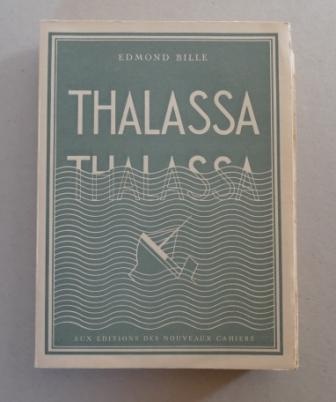 EDMOND BILLE
THALASSA
THALASSA
AUX EDITIONS DES NOUVEAUX CAHIERS